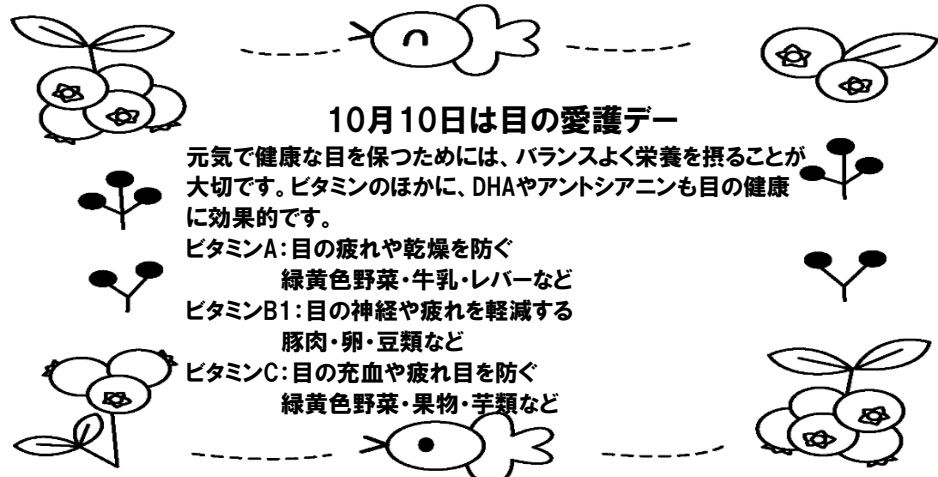 10月10日は目の愛護デー
元気で健康な目を保つためには、バランスよく栄養を摂ることが
大切です。ビタミンのほかに、DHAやアントシアニンも目の健康
に効果的です。
ビタミンA：目の疲れや乾燥を防ぐ
緑黄色野菜・牛乳・レバーなど
ビタミンB1：目の神経や疲れを軽減する
豚肉・卵・豆類など
ビタミンC：目の充血や疲れ目を防ぐ
緑黄色野菜・果物・芋類など